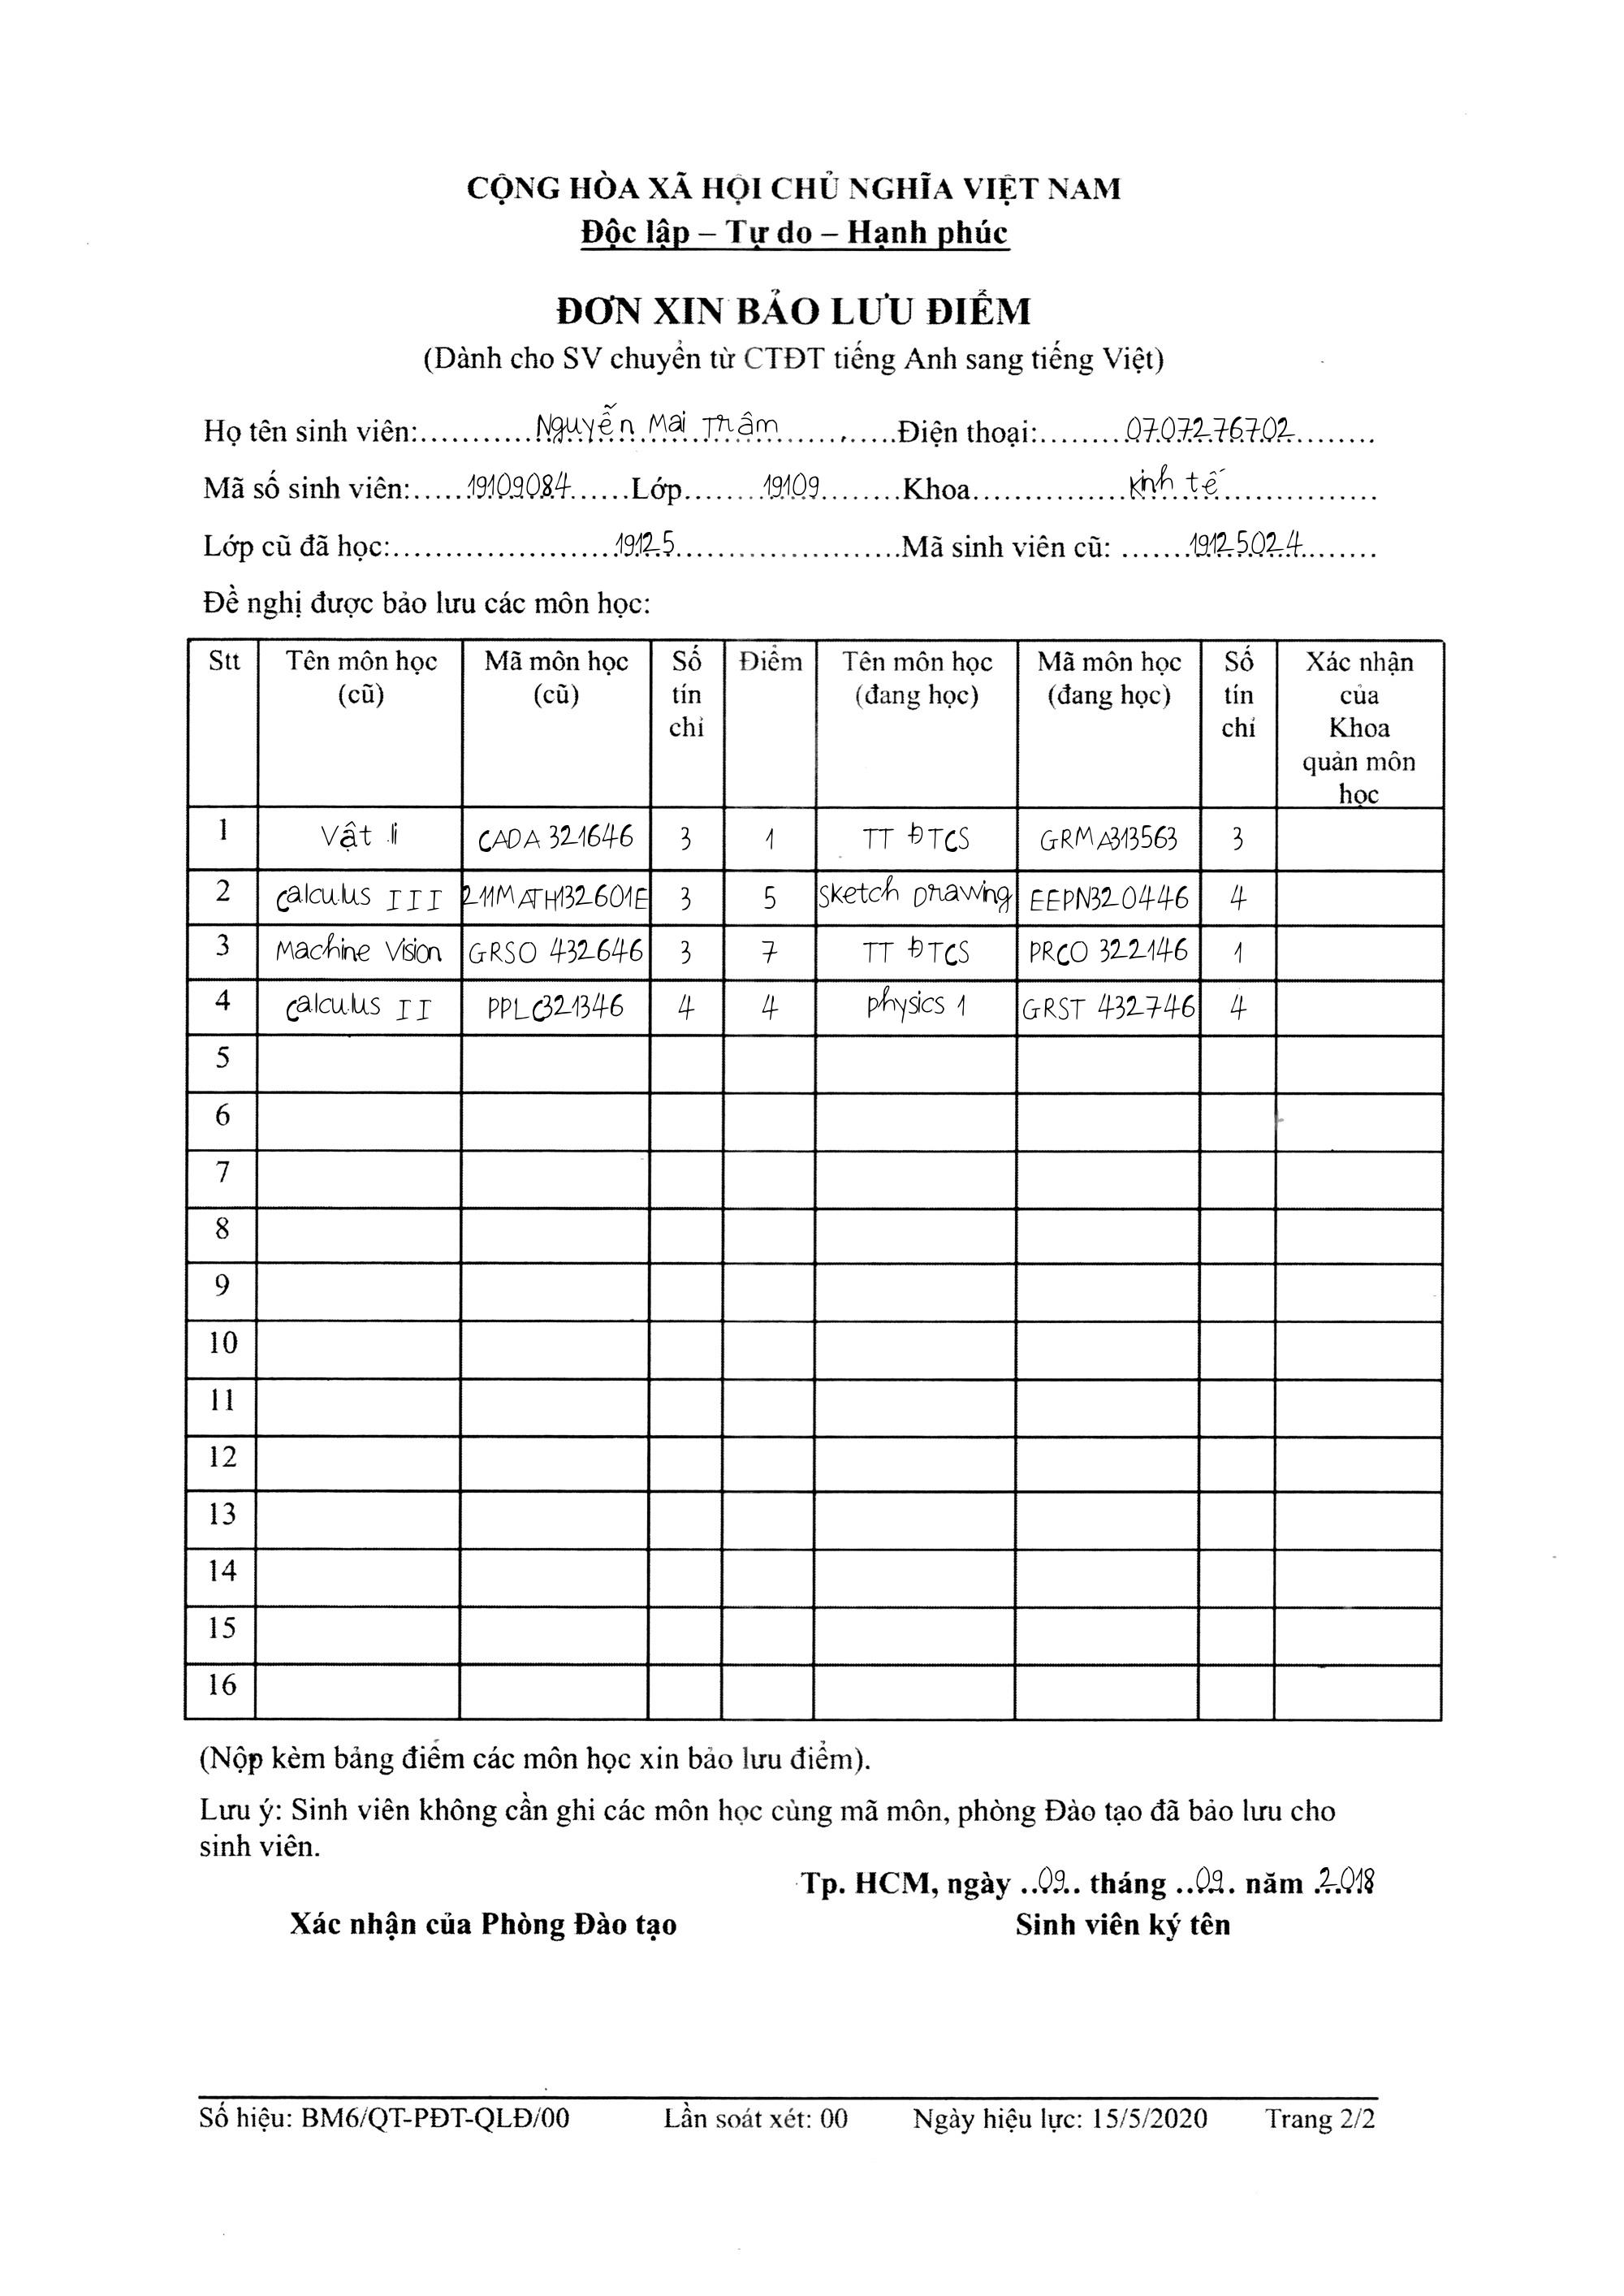 CỘNG HÒA XÃ HỘI CHỦ NGHĨA VIỆT NAM
Độc lập – Tự do – Hạnh phúc
ĐƠN XIN BẢO LƯU ĐIỂM
(Dành cho SV chuyển từ CTĐT tiếng Anh sang tiếng Việt)
Họ tên sinh viên: Nguyễn Mai Trâm Điện thoại: 0707276702
Mã số sinh viên: 19109084 Lớp 19109 Khoa Kinh tế
Lớp cũ đã học: 19125 Mã sinh viên cũ: 19125024
Đề nghị được bảo lưu các môn học:
Stt Tên môn học (cũ) Mã môn học (cũ) Số tín chỉ Điểm Tên môn học (đang học) Mã môn học (đang học) Số tín chỉ Xác nhận của Khoa quản môn học
1 Vật lí CADA 321646 3 1 TT ĐTCS GRMA313563 3
2 Calculus III 211MATH132601E 3 5 Sketch Drawing EEPN320446 4
3 Machine Vision GRSO 432646 3 7 TT ĐTCS PRCO 322146 1
4 Calculus II PPLC321346 4 4 Physics 1 GRST 432746 4
5
6
7
8
9
10
11
12
13
14
15
16
(Nộp kèm bảng điểm các môn học xin bảo lưu điểm).
Lưu ý: Sinh viên không cần ghi các môn học cùng mã môn, phòng Đào tạo đã bảo lưu cho
sinh viên.
Tp. HCM, ngày 09 tháng 09 năm 2018
Xác nhận của Phòng Đào tạo Sinh viên ký tên
Số hiệu: BM6/QT-PĐT-QLĐ/00 Lần soát xét: 00 Ngày hiệu lực: 15/5/2020 Trang 2/2